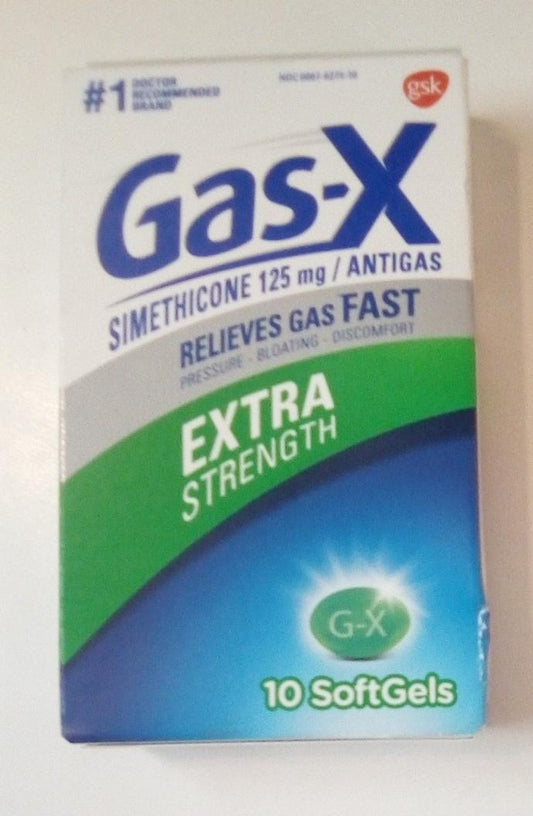 #1 DOCTOR
RECOMMENDED
BRAND
gsk
Gas-X
SIMETHICONE 125 mg / ANTIGAS
RELIEVES GAS FAST
PRESSURE - BLOATING - DISCOMFORT
EXTRA
STRENGTH
G-X
10 SoftGels